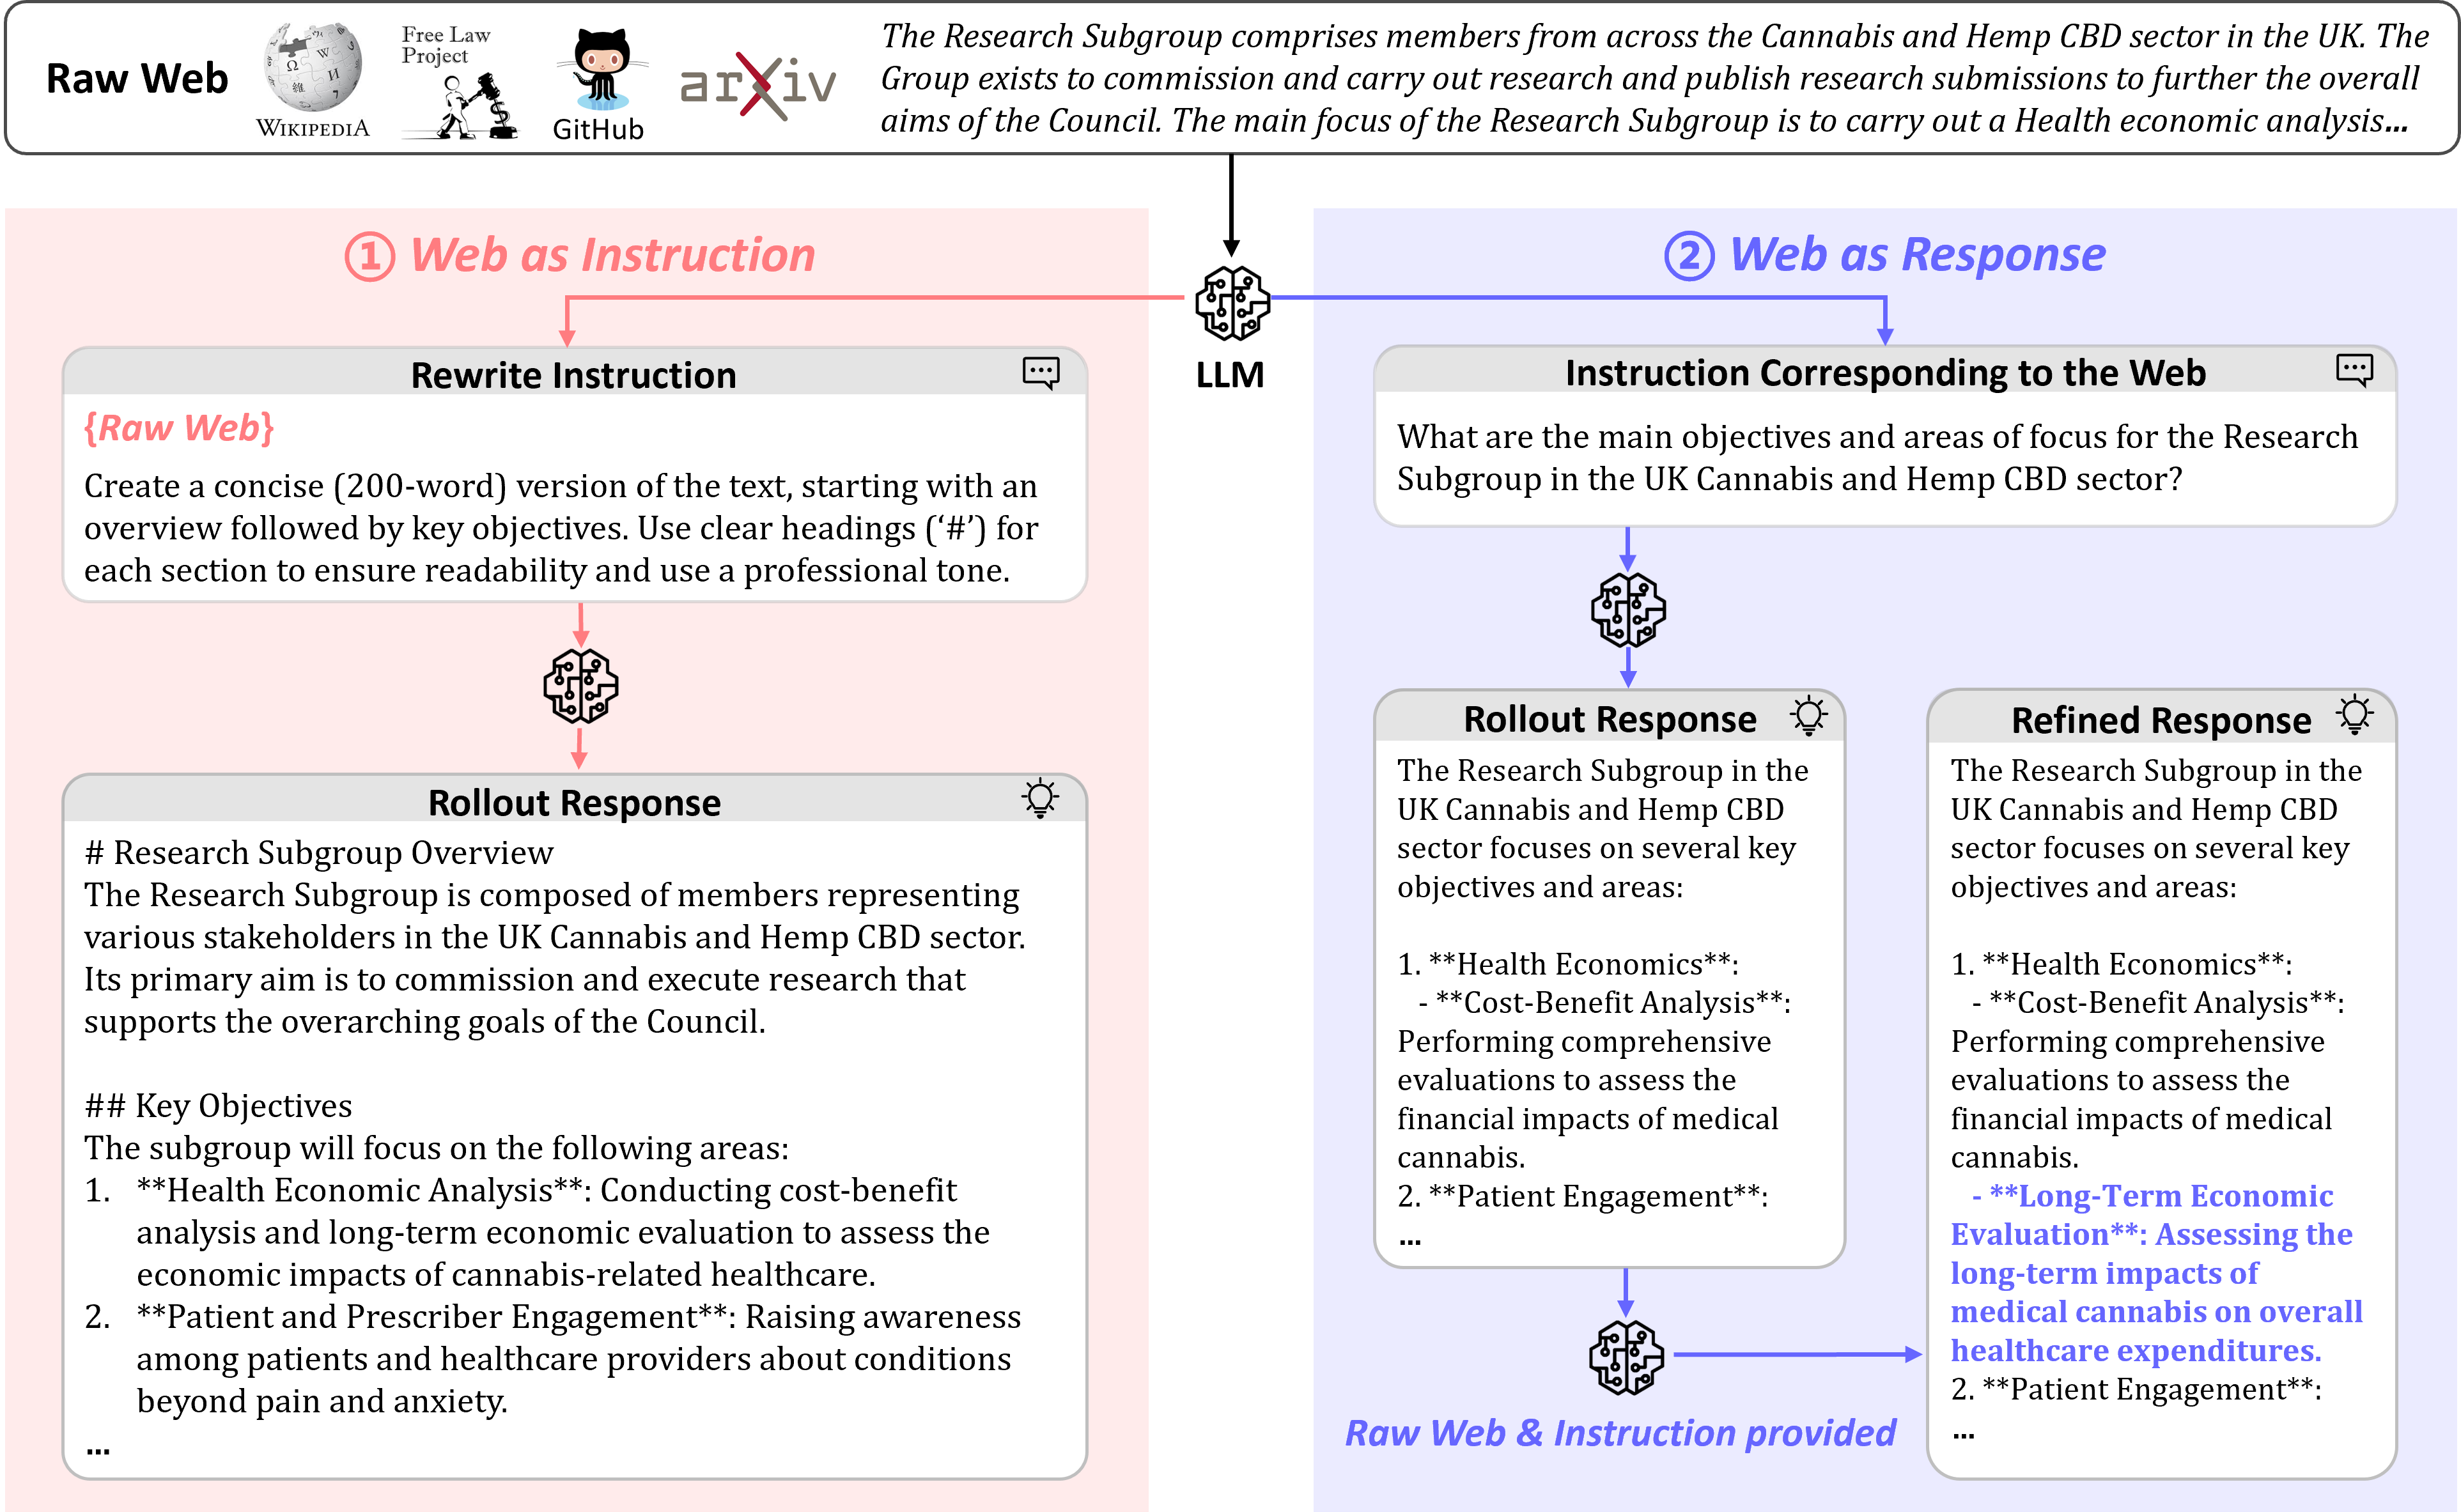 Raw Web
WIKIPEDIA
Free Law
Project
GitHub
arXiv
The Research Subgroup comprises members from across the Cannabis and Hemp CBD sector in the UK. The
Group exists to commission and carry out research and publish research submissions to further the overall
aims of the Council. The main focus of the Research Subgroup is to carry out a Health economic analysis...
① Web as Instruction
LLM
Rewrite Instruction
{Raw Web}
Create a concise (200-word) version of the text, starting with an
overview followed by key objectives. Use clear headings (‘#’) for
each section to ensure readability and use a professional tone.
Rollout Response
# Research Subgroup Overview
The Research Subgroup is composed of members representing
various stakeholders in the UK Cannabis and Hemp CBD sector.
Its primary aim is to commission and execute research that
supports the overarching goals of the Council.
## Key Objectives
The subgroup will focus on the following areas:
1. **Health Economic Analysis**: Conducting cost-benefit
analysis and long-term economic evaluation to assess the
economic impacts of cannabis-related healthcare.
2. **Patient and Prescriber Engagement**: Raising awareness
among patients and healthcare providers about conditions
beyond pain and anxiety.
...
② Web as Response
Instruction Corresponding to the Web
What are the main objectives and areas of focus for the Research
Subgroup in the UK Cannabis and Hemp CBD sector?
Rollout Response
The Research Subgroup in the
UK Cannabis and Hemp CBD
sector focuses on several key
objectives and areas:
1. **Health Economics**:
- **Cost-Benefit Analysis**:
Performing comprehensive
evaluations to assess the
financial impacts of medical
cannabis.
2. **Patient Engagement**:
...
Raw Web & Instruction provided
Refined Response
The Research Subgroup in the
UK Cannabis and Hemp CBD
sector focuses on several key
objectives and areas:
1. **Health Economics**:
- **Cost-Benefit Analysis**:
Performing comprehensive
evaluations to assess the
financial impacts of medical
cannabis.
- **Long-Term Economic
Evaluation**: Assessing the
long-term impacts of
medical cannabis on overall
healthcare expenditures.
2. **Patient Engagement**:
...